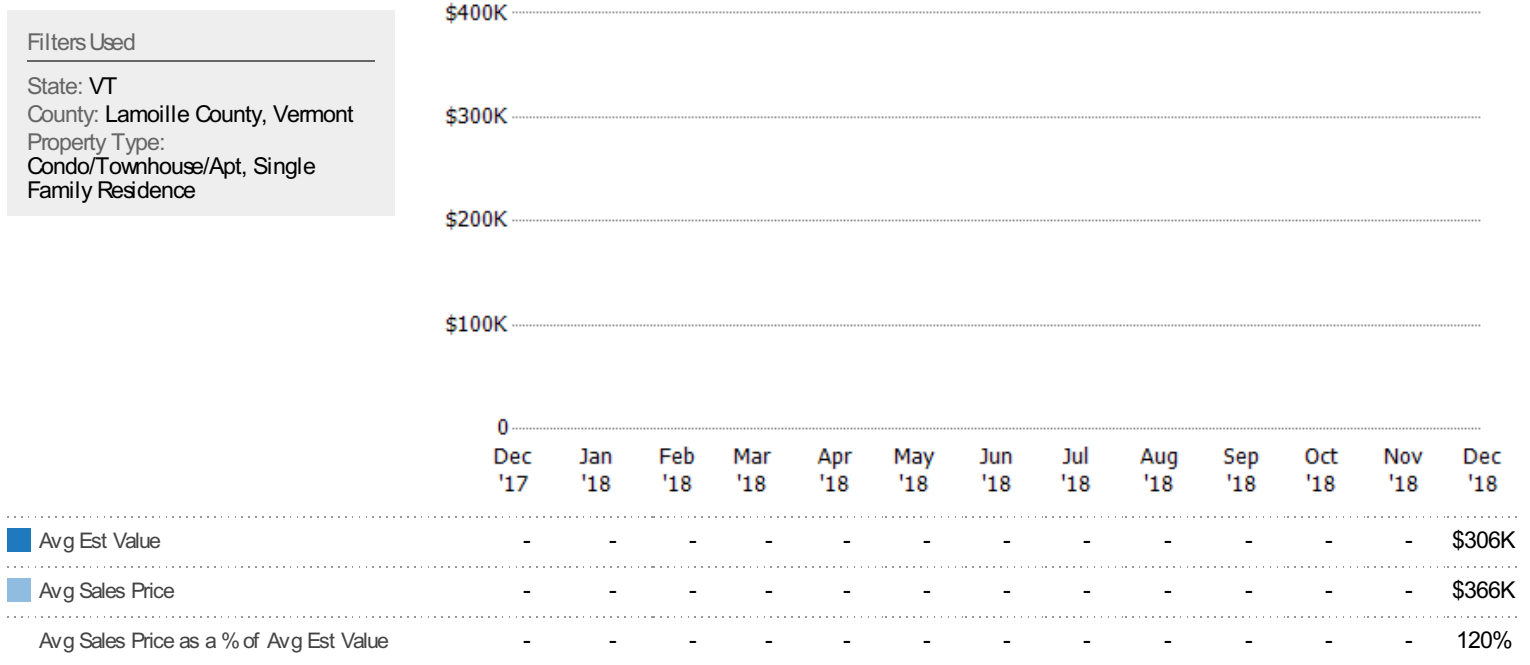 Filters Used
State: VT
County: Lamoille County, Vermont
Property Type:
Condo/Townhouse/Apt, Single
Family Residence
$400K
$300K
$200K
$100K
0
Dec Jan Feb Mar Apr May Jun Jul Aug Sep Oct Nov Dec
'17 '18 '18 '18 '18 '18 '18 '18 '18 '18 '18 '18 '18
Avg Est Value - - - - - - - - - - - - $306K
Avg Sales Price - - - - - - - - - - - - $366K
Avg Sales Price as a % of Avg Est Value - - - - - - - - - - - - 120%